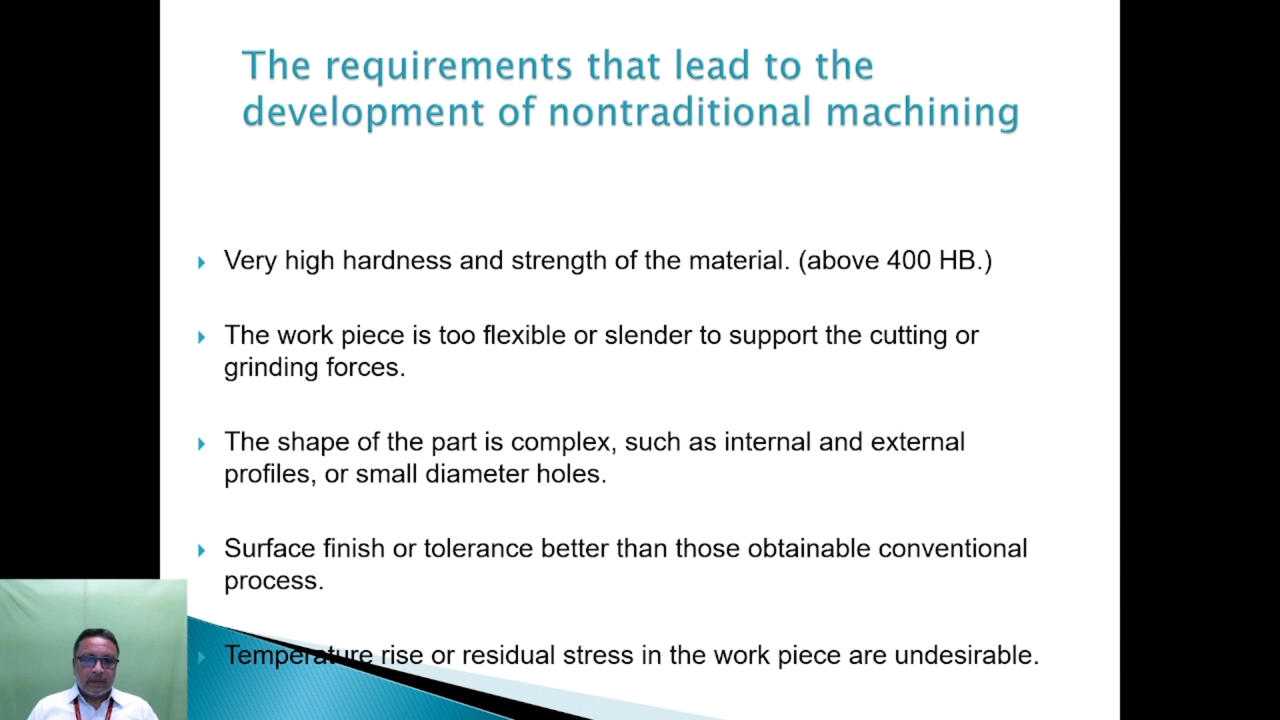 The requirements that lead to the
development of nontraditional machining
Very high hardness and strength of the material. (above 400 HB.)
The work piece is too flexible or slender to support the cutting or
grinding forces.
The shape of the part is complex, such as internal and external
profiles, or small diameter holes.
Surface finish or tolerance better than those obtainable conventional
process.
Temperature rise or residual stress in the work piece are undesirable.